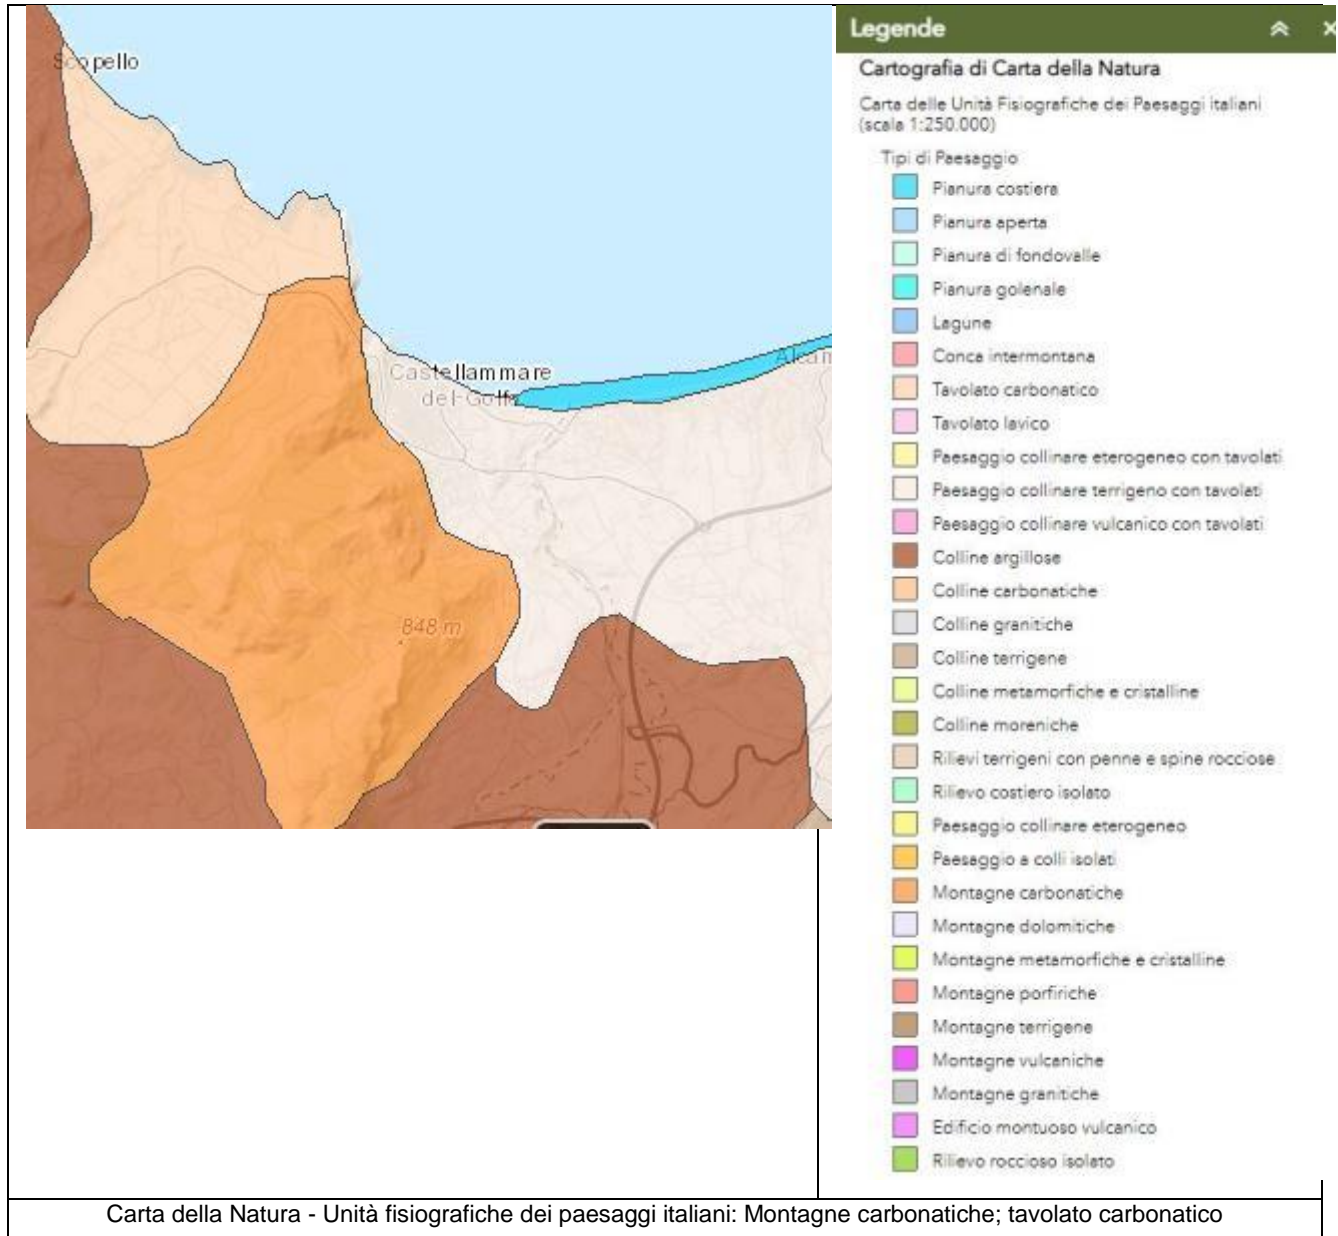 Scopello
Castellammare
del Golfo
Alcam
848 m
Legende
Cartografia di Carta della Natura
Carta delle Unità Fisiografiche dei Paesaggi italiani
(scala 1:250.000)
Tipi di Paesaggio
Pianura costiera
Pianura aperta
Pianura di fondovalle
Pianura golenale
Lagune
Conca intermontana
Tavolato carbonatico
Tavolato lavico
Paesaggio collinare eterogeneo con tavolati
Paesaggio collinare terrigeno con tavolati
Paesaggio collinare vulcanico con tavolati
Colline argillose
Colline carbonatiche
Colline granitiche
Colline terrigene
Colline metamorfiche e cristalline
Colline moreniche
Rilievi terrigeni con penne e spine rocciose
Rilievo costiero isolato
Paesaggio collinare eterogeneo
Paesaggio a colli isolati
Montagne carbonatiche
Montagne dolomitiche
Montagne metamorfiche e cristalline
Montagne porfiriche
Montagne terrigene
Montagne vulcaniche
Montagne granitiche
Edificio montuoso vulcanico
Rilievo roccioso isolato
Carta della Natura - Unità fisiografiche dei paesaggi italiani: Montagne carbonatiche; tavolato carbonatico